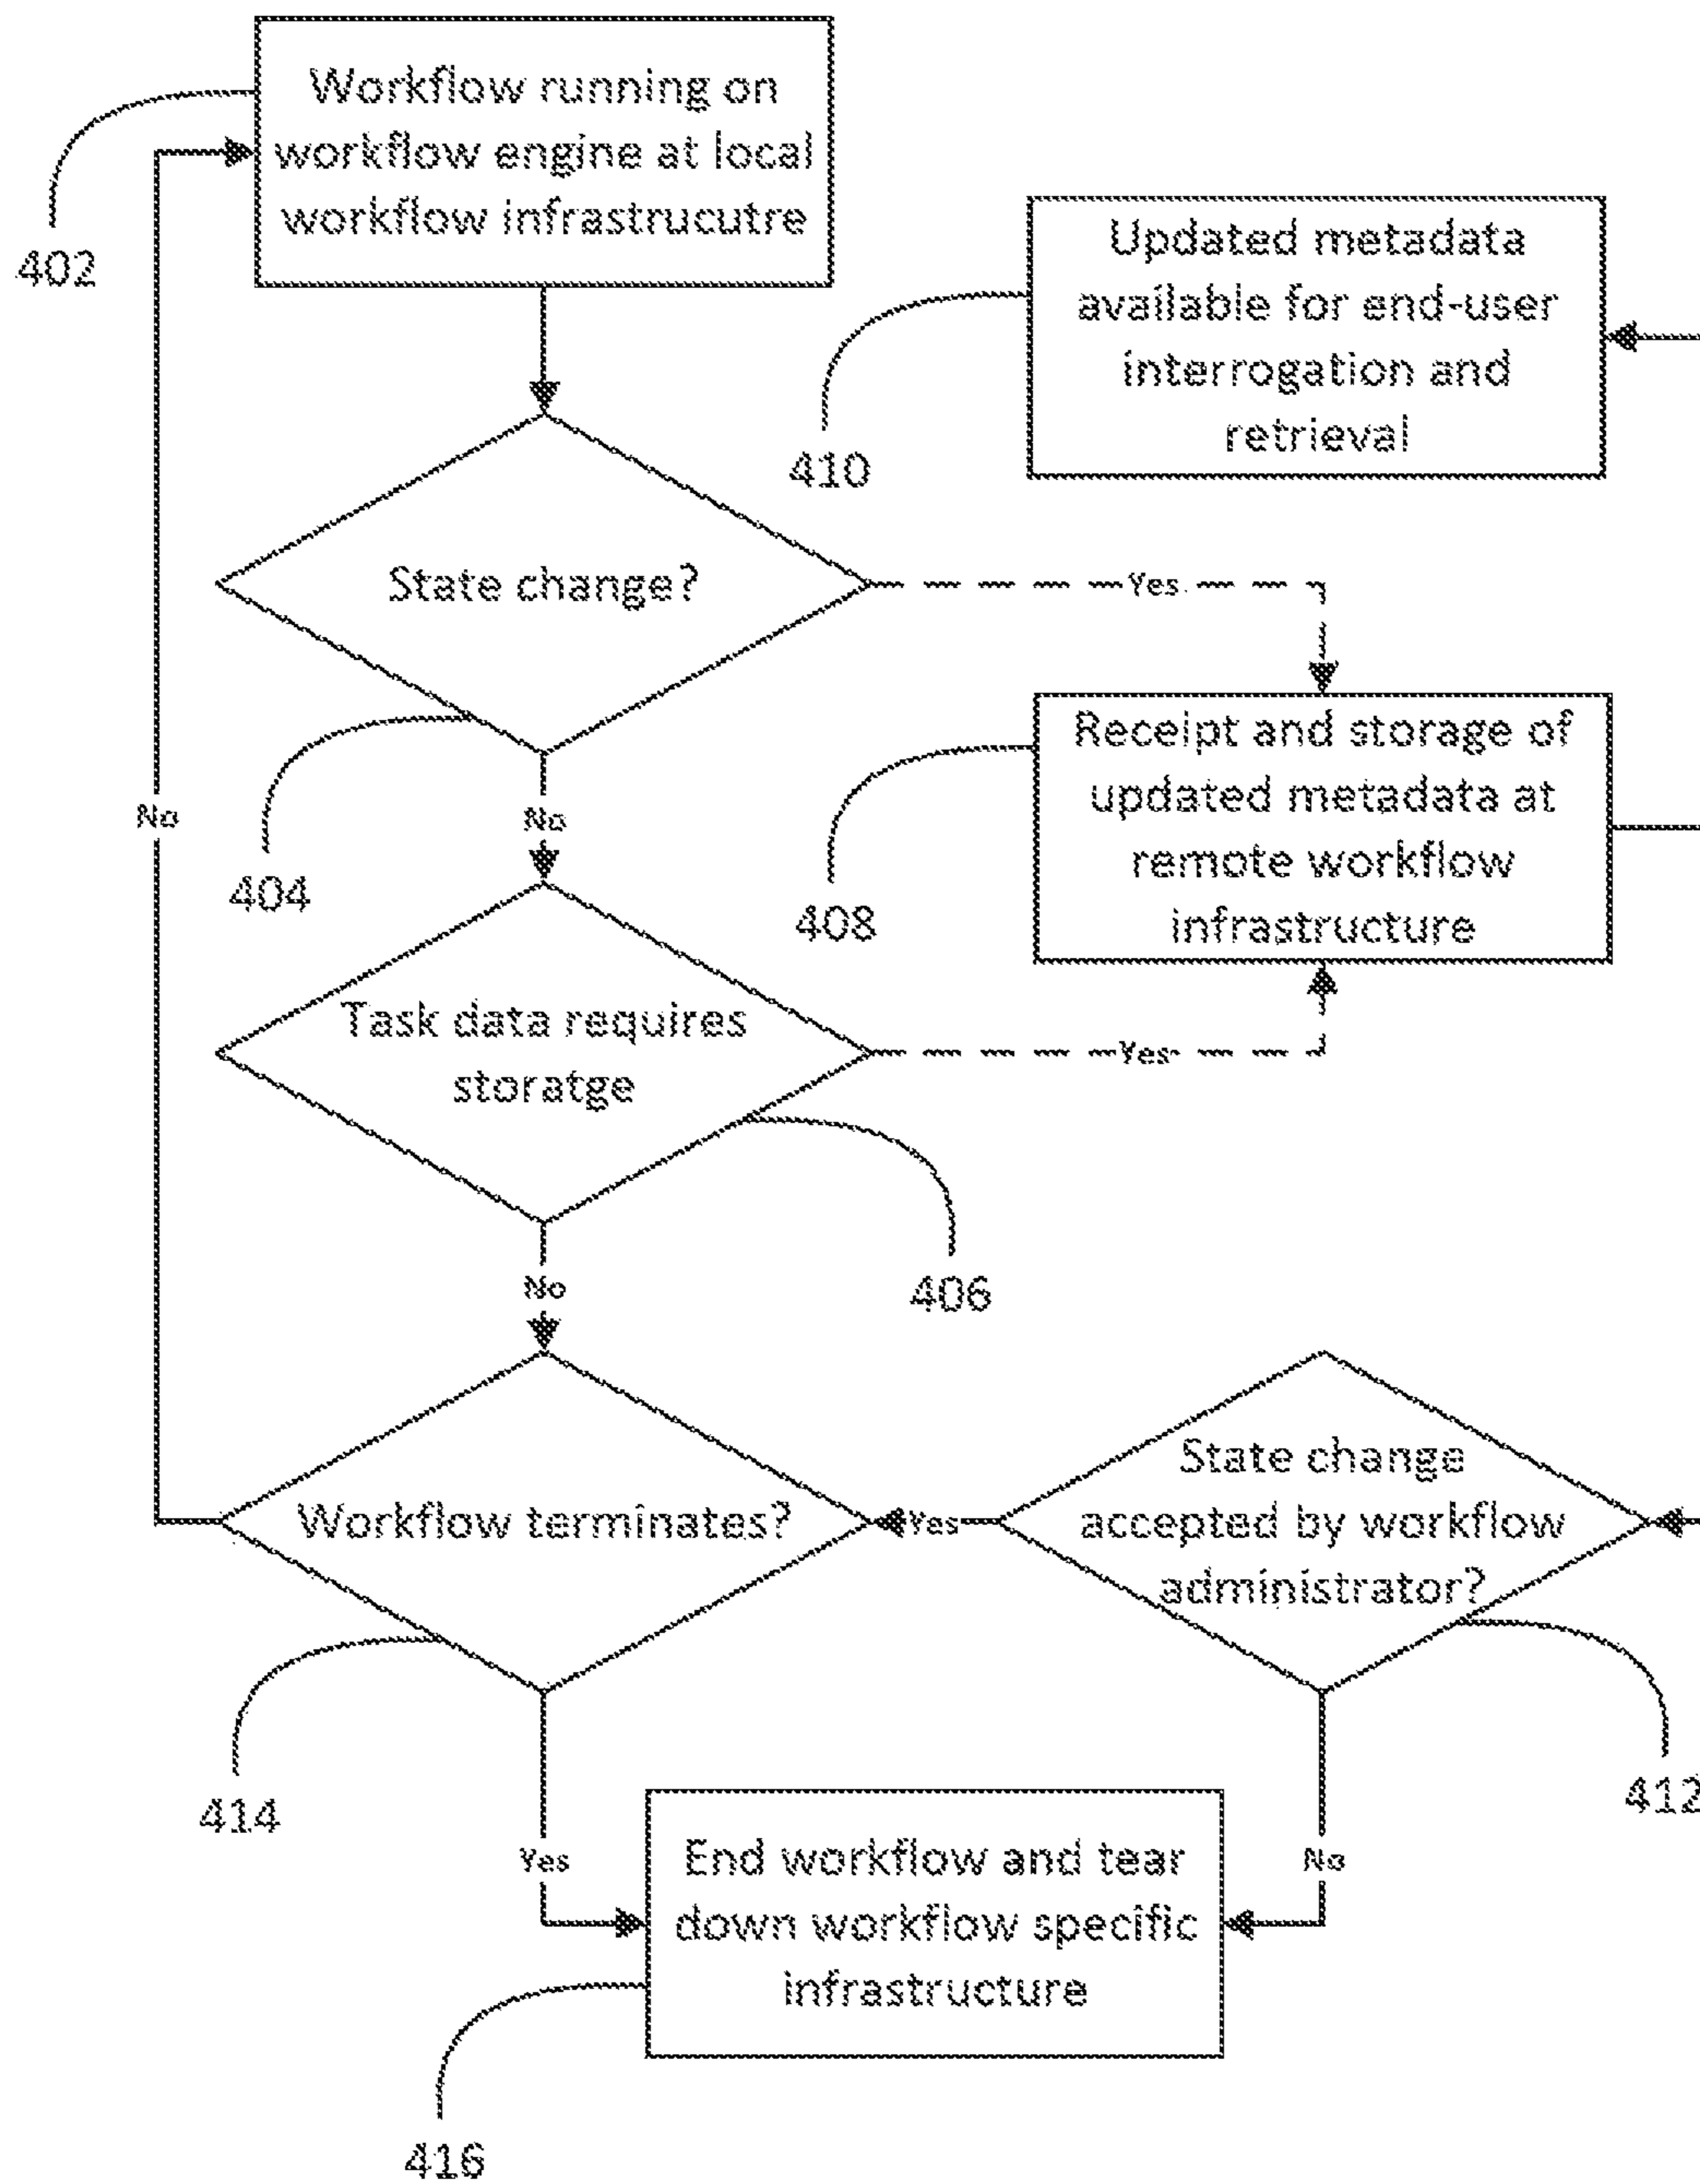 Workflow running on
workflow engine at local
workflow infrastrucutre
402
Updated metadata
available for end-user
interrogation and
retrieval
410
State change?
Yes
404
No
No
Receipt and storage of
updated metadata at
remote workflow
infrastructure
408
Task data requires
storatge
Yes
406
No
Workflow terminates?
Yes
State change
accepted by workflow
administrator?
414
412
Yes
No
End workflow and tear
down workflow specific
infrastructure
416